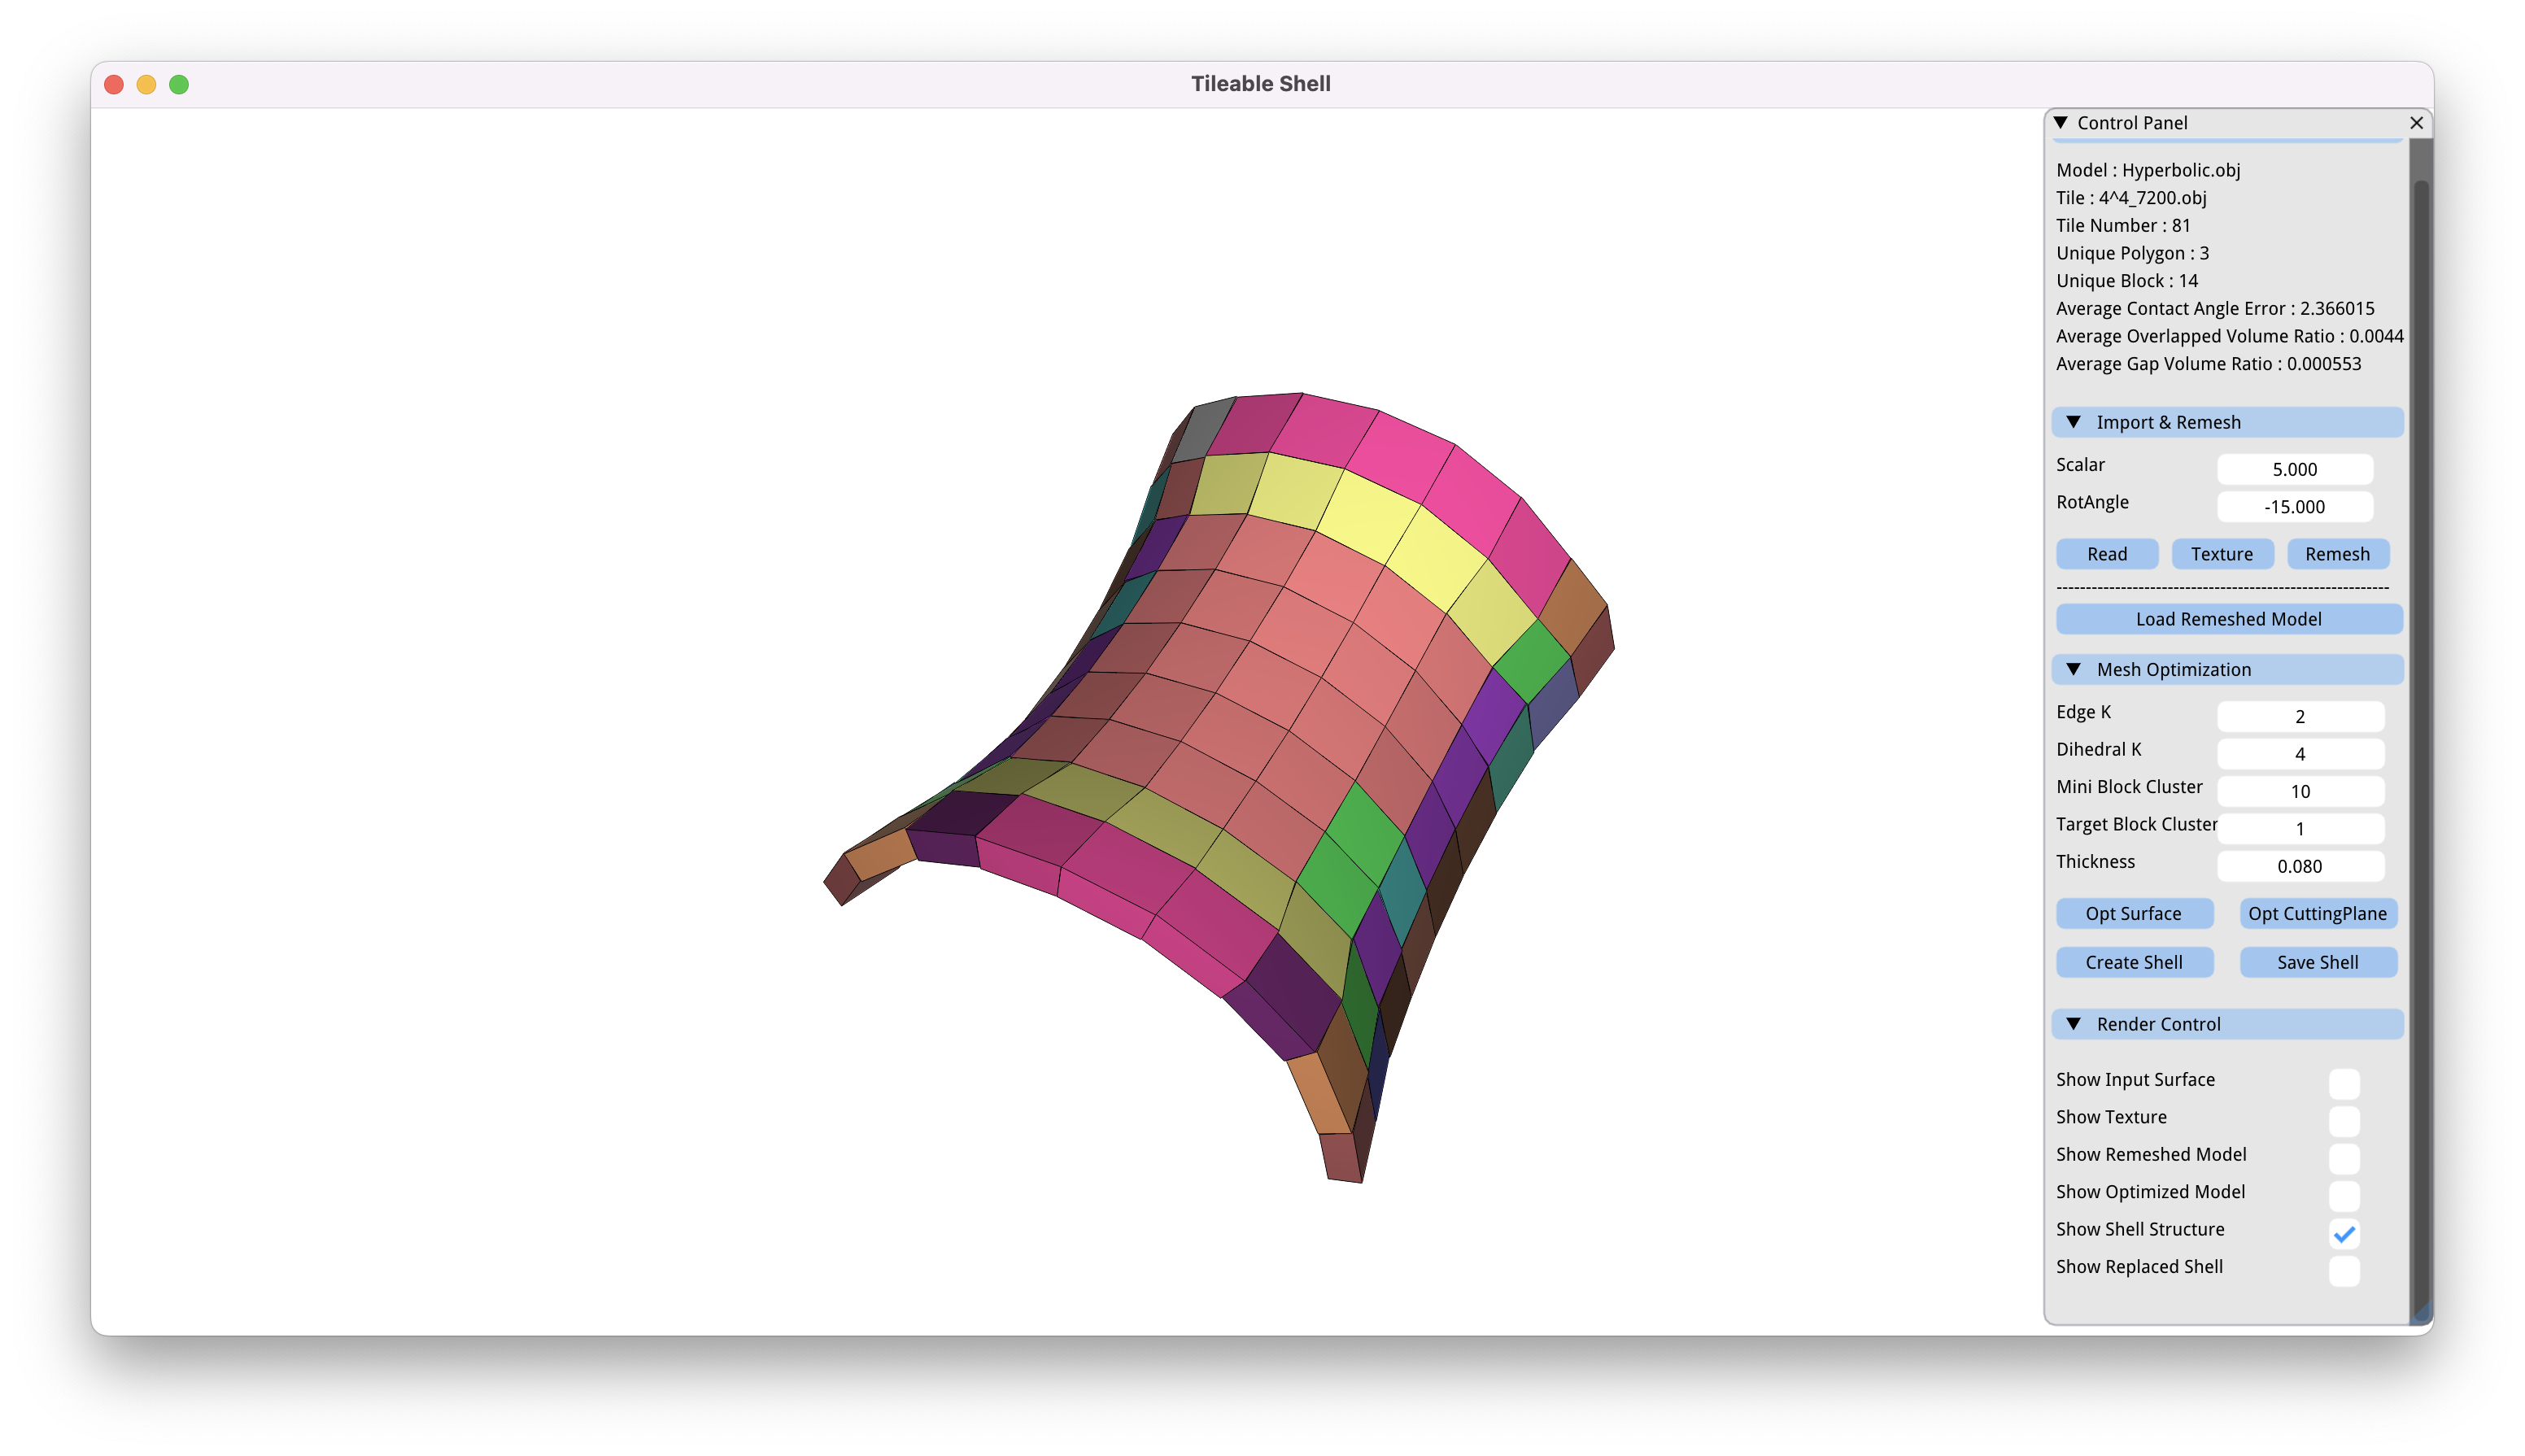 Tileable Shell
Control Panel
Model : Hyperbolic.obj
Tile : 4^4_7200.obj
Tile Number : 81
Unique Polygon : 3
Unique Block : 14
Average Contact Angle Error : 2.366015
Average Overlapped Volume Ratio : 0.0044
Average Gap Volume Ratio : 0.000553
Import & Remesh
Scalar 5.000
RotAngle -15.000
Read Texture Remesh
---------------------------------------------------------
Load Remeshed Model
Mesh Optimization
Edge K 2
Dihedral K 4
Mini Block Cluster 10
Target Block Cluster 1
Thickness 0.080
Opt Surface Opt CuttingPlane
Create Shell Save Shell
Render Control
Show Input Surface
Show Texture
Show Remeshed Model
Show Optimized Model
Show Shell Structure
Show Replaced Shell